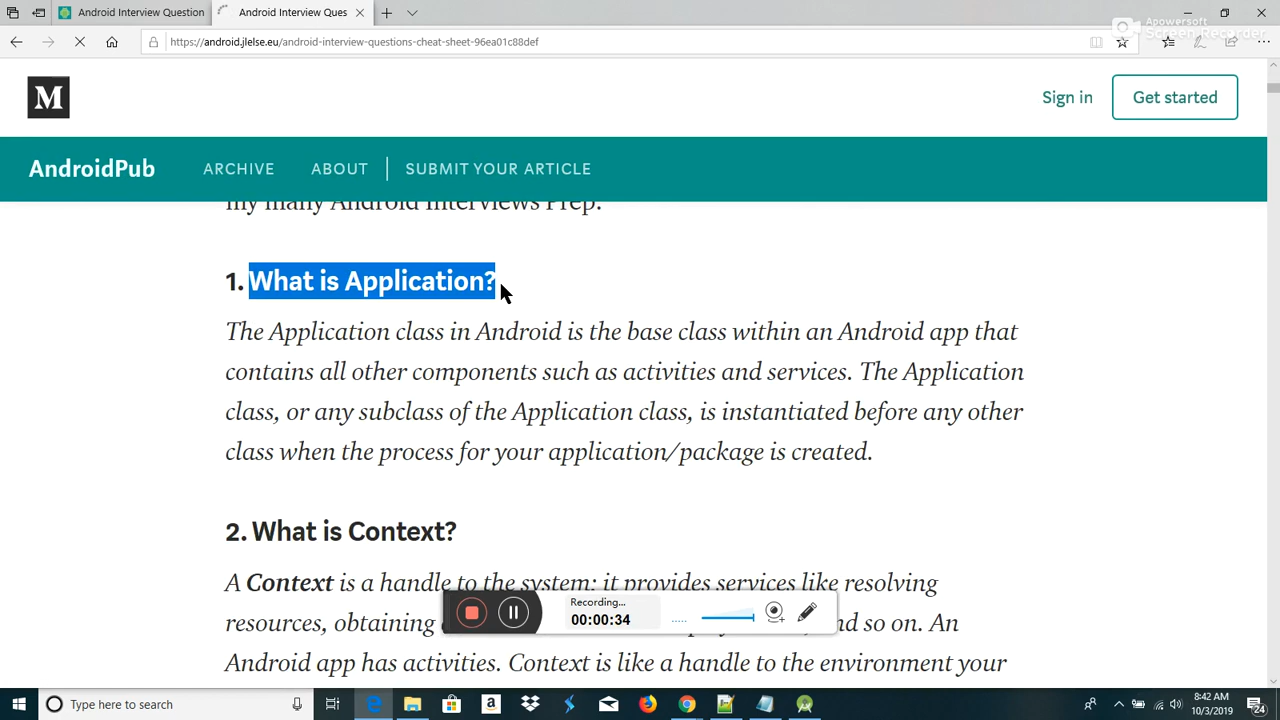 Android Interview Question
Android Interview Ques
Apowersoft
Screen Recorder
https://android.jlelse.eu/android-interview-questions-cheat-sheet-96ea01c88def
M
Sign in
Get started
AndroidPub
ARCHIVE
ABOUT
SUBMIT YOUR ARTICLE
my many Android Interviews Prep.
1. What is Application?
The Application class in Android is the base class within an Android app that
contains all other components such as activities and services. The Application
class, or any subclass of the Application class, is instantiated before any other
class when the process for your application/package is created.
2. What is Context?
A Context is a handle to the system; it provides services like resolving
resources, obtaining
nd so on. An
Android app has activities. Context is like a handle to the environment your
Recording...
00:00:34
Type here to search
8:42 AM
10/3/2019
24